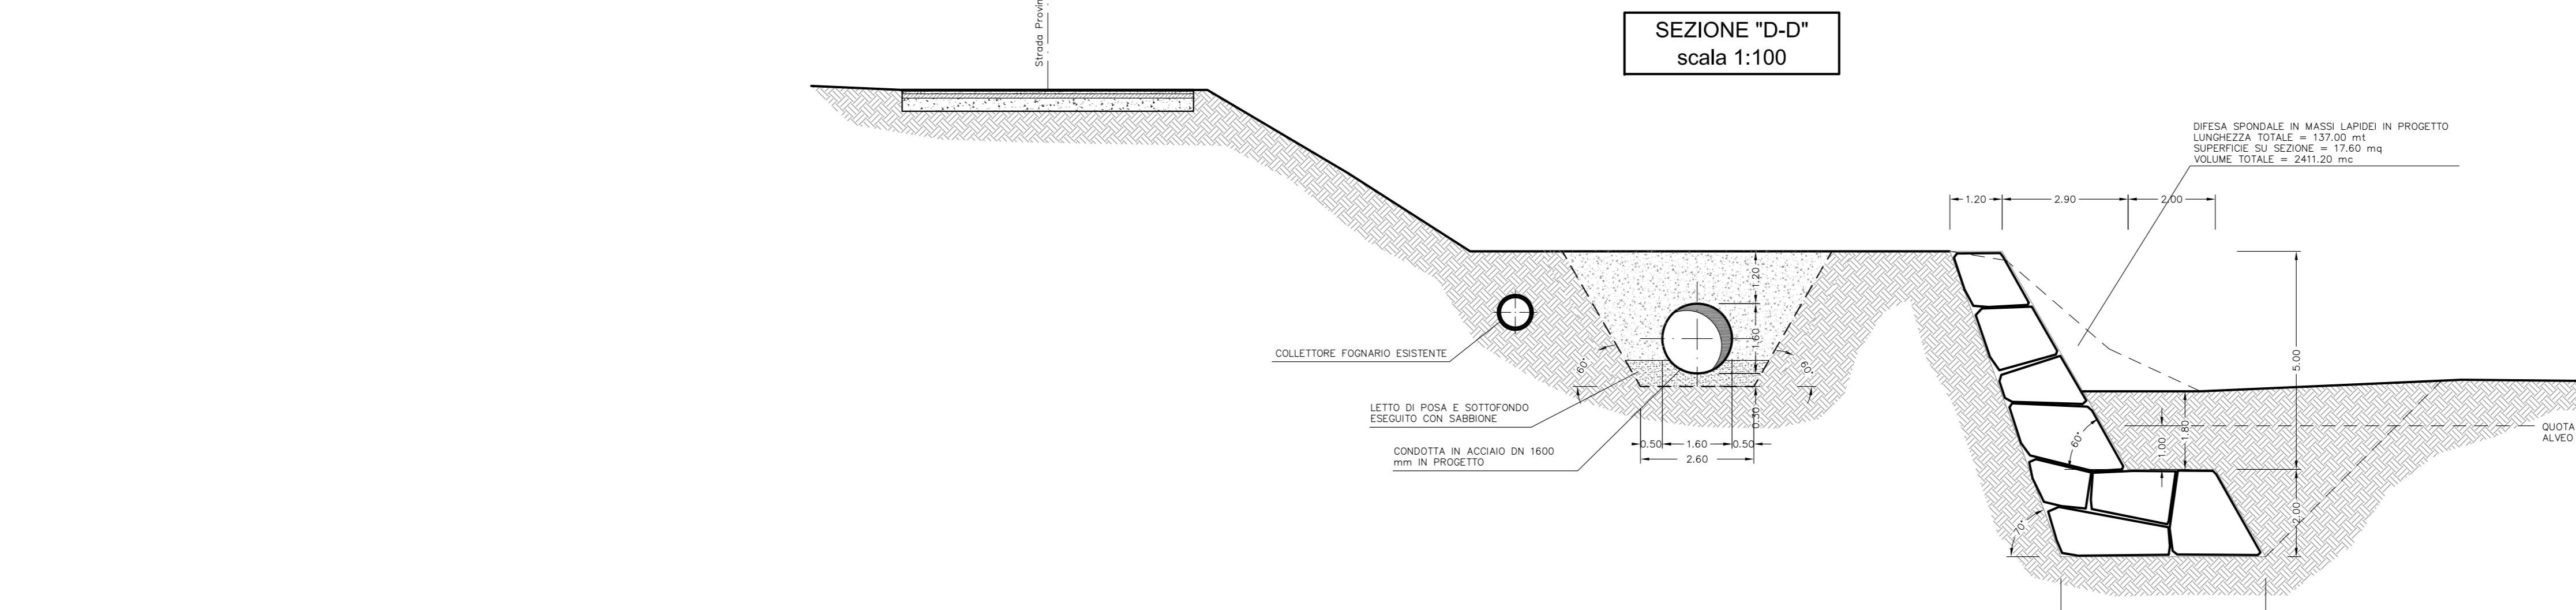 Strada Provin
SEZIONE "D-D"
scala 1:100
DIFESA SPONDALE IN MASSI LAPIDEI IN PROGETTO
LUNGHEZZA TOTALE = 137.00 mt
SUPERFICIE SU SEZIONE = 17.60 mq
VOLUME TOTALE = 2411.20 mc
1.20
2.90
2.00
1.20
1.60
0.30
5.00
COLLETTORE FOGNARIO ESISTENTE
60°
60°
LETTO DI POSA E SOTTOFONDO
ESEGUITO CON SABBIONE
0.50
1.60
0.50
2.60
CONDOTTA IN ACCIAIO DN 1600
mm IN PROGETTO
60°
1.00
1.80
QUOTA
ALVEO
70°
2.00